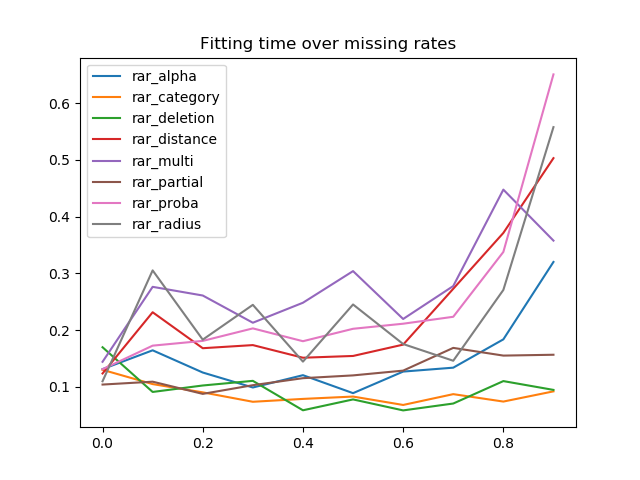 Fitting time over missing rates
rar_alpha
rar_category
rar_deletion
rar_distance
rar_multi
rar_partial
rar_proba
rar_radius
0.6
0.5
0.4
0.3
0.2
0.1
0.0 0.2 0.4 0.6 0.8